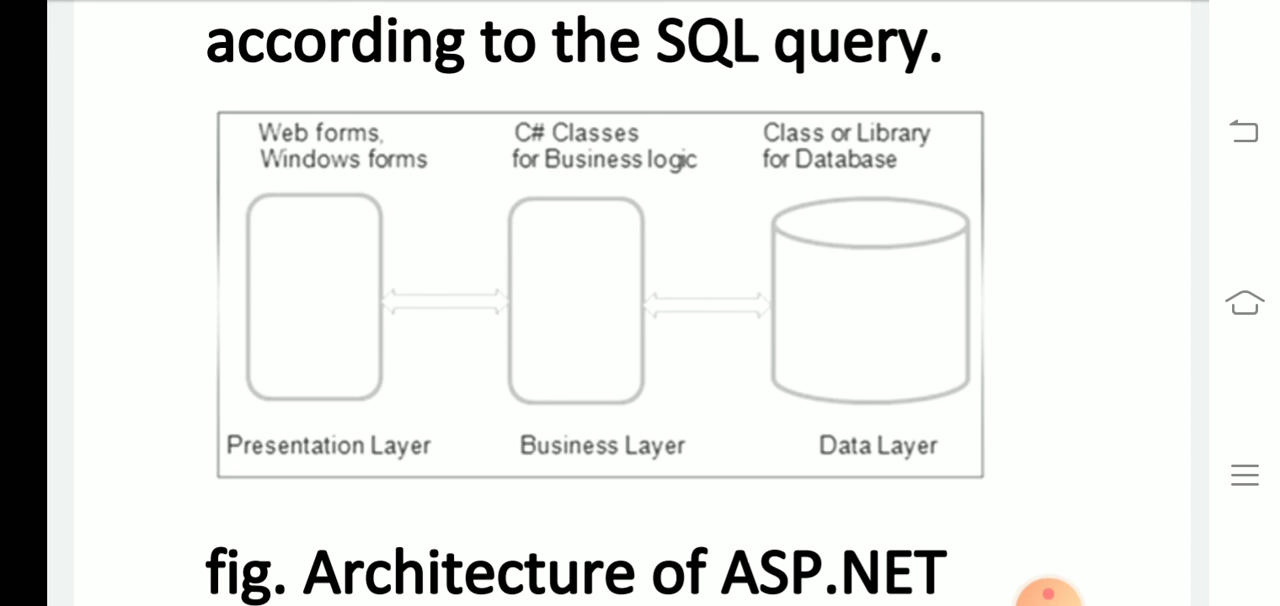 according to the SQL query.
Web forms,
Windows forms
C# Classes
for Business logic
Class or Library
for Database
Presentation Layer
Business Layer
Data Layer
fig. Architecture of ASP.NET